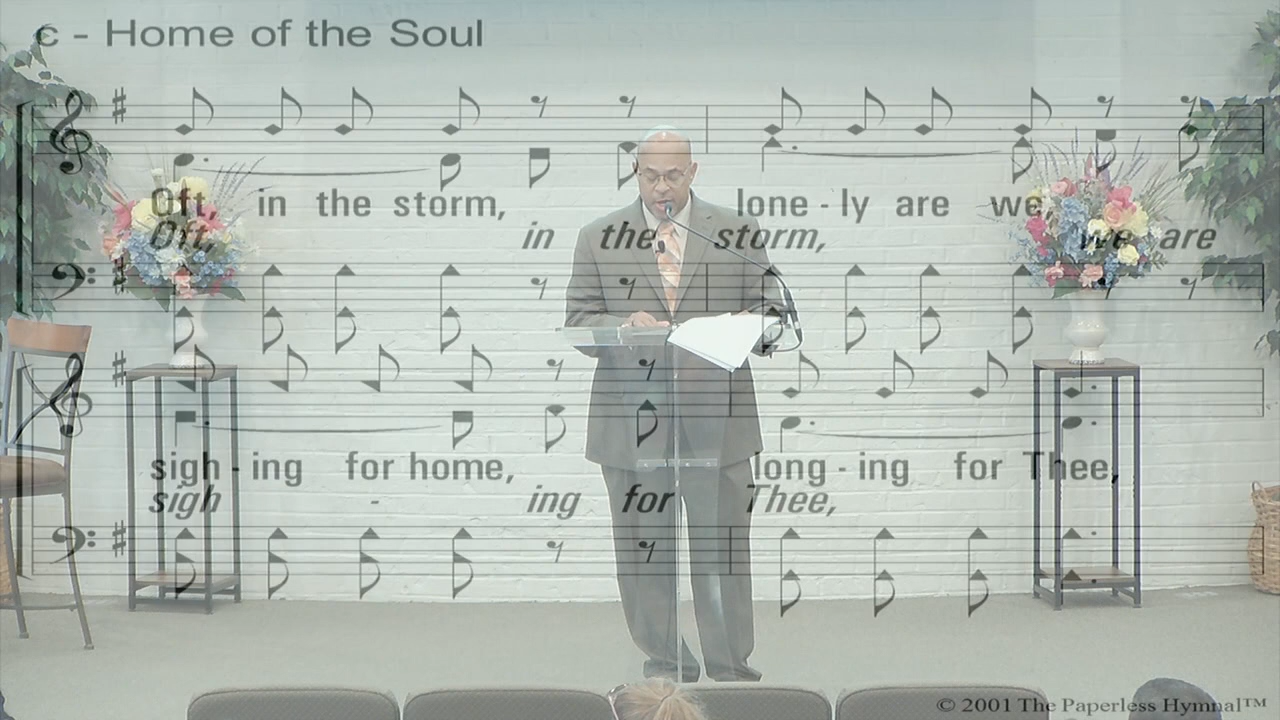 c - Home of the Soul
Oft, in the storm, lone - ly are we
Oft, in the storm, we are
sigh - ing for home, long - ing for Thee,
sigh - ing for Thee,
© 2001 The Paperless Hymnal™